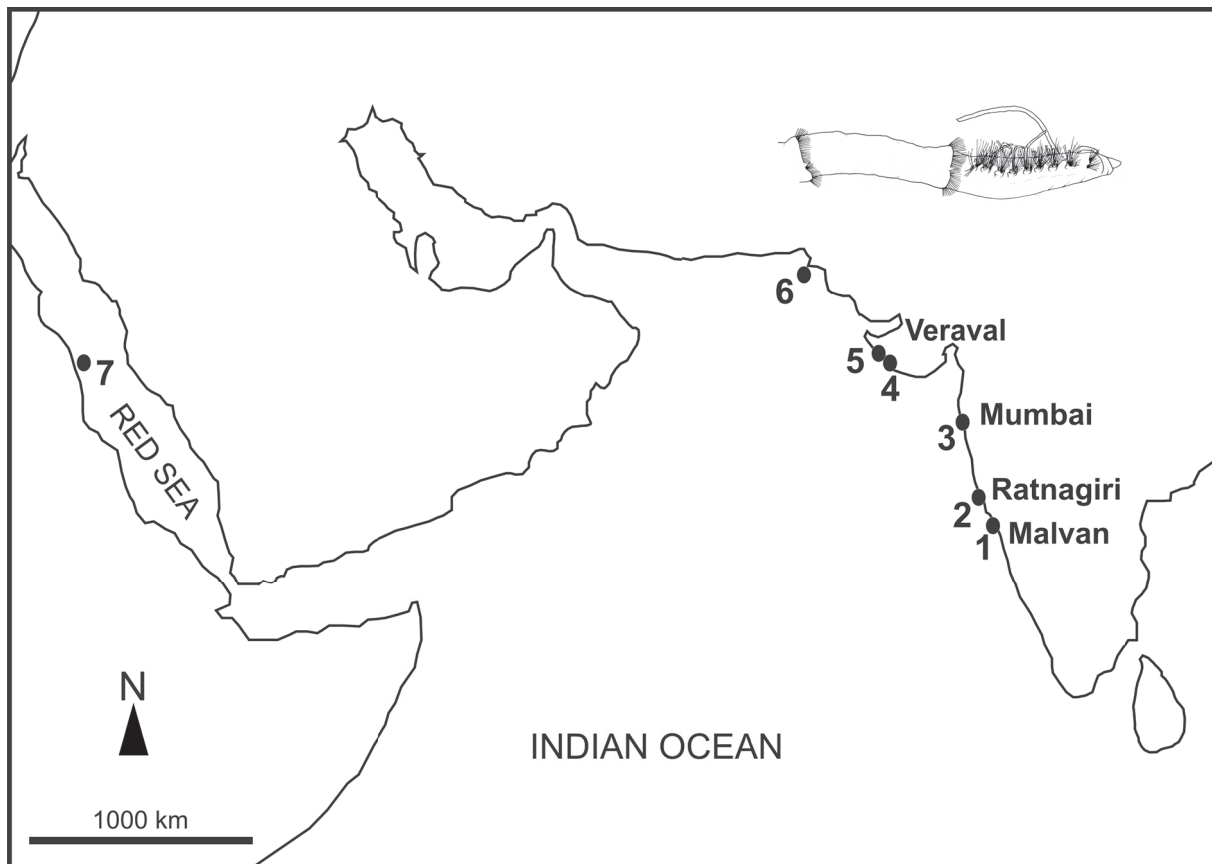 6
Veraval
5
4
7
Mumbai
3
RED SEA
Ratnagiri
2
Malvan
1
N
INDIAN OCEAN
1000 km